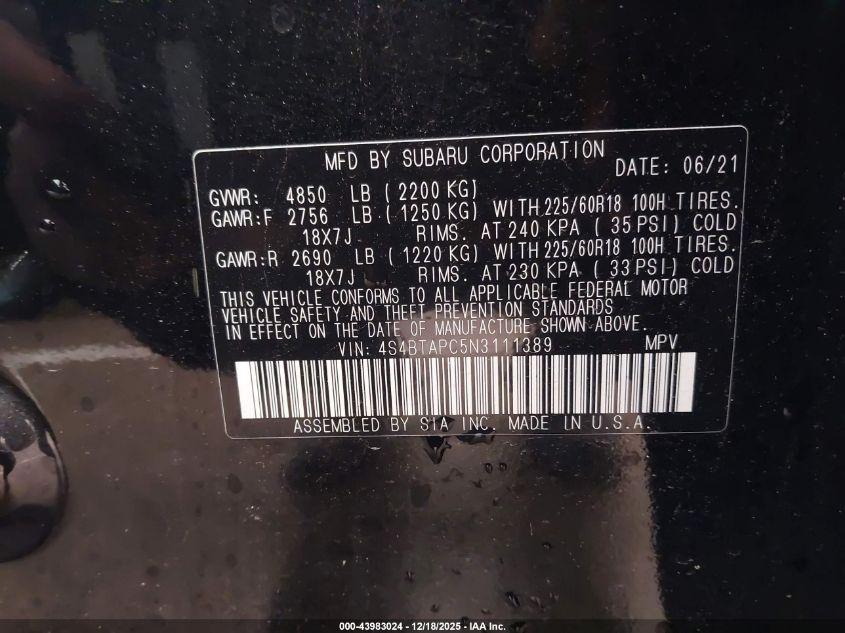 MFD BY SUBARU CORPORATION DATE: 06/21
GVWR: 4850 LB ( 2200 KG)
GAWR:F 2756 LB ( 1250 KG) WITH 225/60R18 100H TIRES.
18X7J RIMS. AT 240 KPA ( 35 PSI) COLD
GAWR:R 2690 LB ( 1220 KG) WITH 225/60R18 100H TIRES.
18X7J RIMS. AT 230 KPA ( 33 PSI) COLD
THIS VEHICLE CONFORMS TO ALL APPLICABLE FEDERAL MOTOR
VEHICLE SAFETY AND THEFT PREVENTION STANDARDS
IN EFFECT ON THE DATE OF MANUFACTURE SHOWN ABOVE.
VIN: 4S4BTAPC5N3111389 MPV
ASSEMBLED BY SIA INC. MADE IN U.S.A.
000-43983024 - 12/18/2025 - IAA Inc.